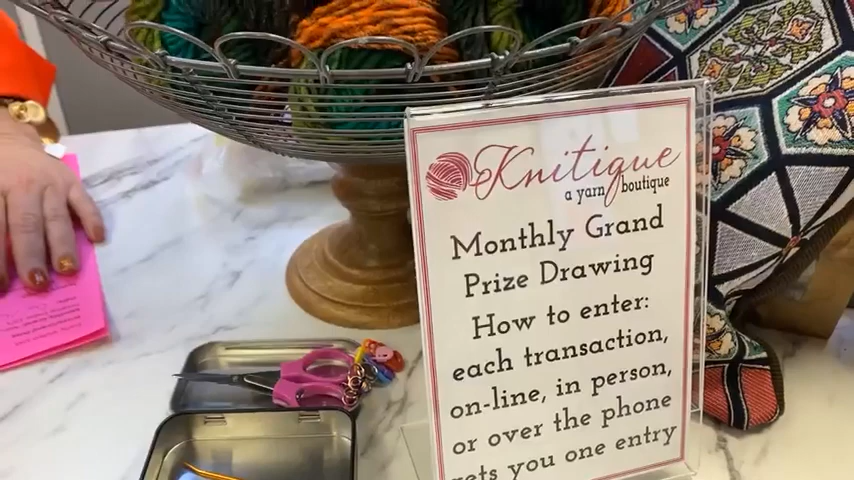 Knitique
a yarn boutique
Monthly Grand
Prize Drawing
How to enter:
each transaction,
on-line, in person,
or over the phone
gets you one entry